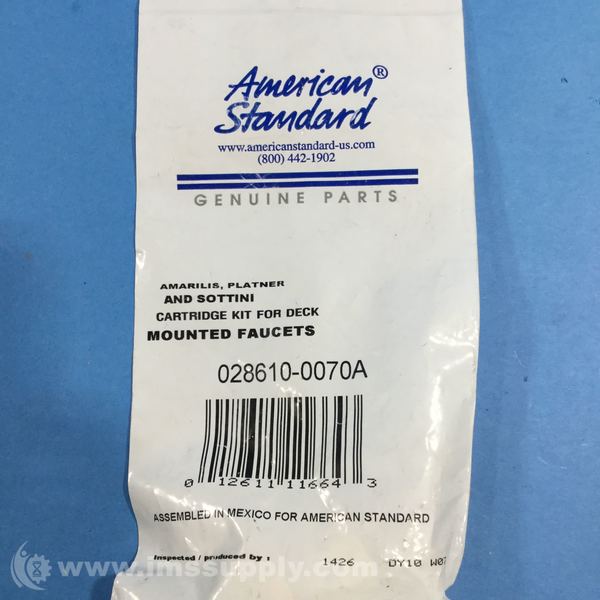 American®
Standard
www.americanstandard-us.com
(800) 442-1902
GENUINE PARTS
AMARILIS, PLATNER
AND SOTTINI
CARTRIDGE KIT FOR DECK
MOUNTED FAUCETS
028610-0070A
0 12611 11664 3
ASSEMBLED IN MEXICO FOR AMERICAN STANDARD
Inspected / produced by :
1426 DY10 W07
www.imssupply.com/